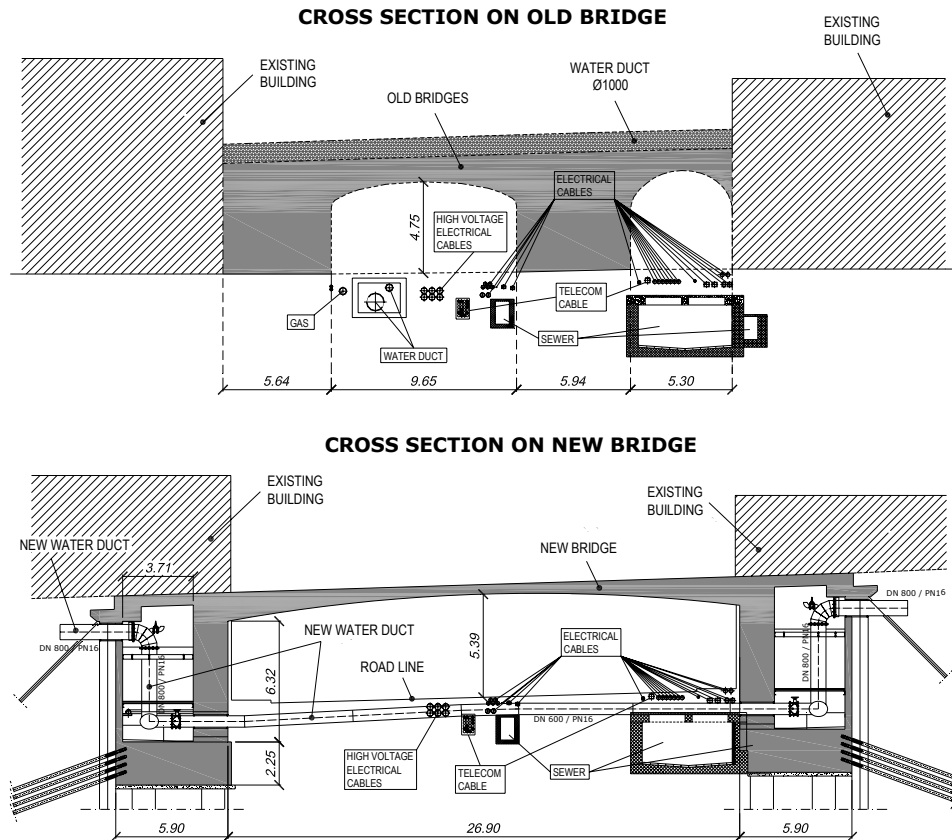 CROSS SECTION ON OLD BRIDGE
EXISTING
BUILDING
EXISTING
BUILDING
WATER DUCT
Ø1000
OLD BRIDGES
ELECTRICAL
CABLES
4.75
HIGH VOLTAGE
ELECTRICAL
CABLES
TELECOM
CABLE
GAS
WATER DUCT
SEWER
5.64
9.65
5.94
5.30
CROSS SECTION ON NEW BRIDGE
EXISTING
BUILDING
EXISTING
BUILDING
NEW WATER DUCT
3.71
NEW BRIDGE
DN 800 / PN16
NEW WATER DUCT
DN 800 / PN16
DN 800 / PN16
DN 800 / PN16
5.39
ELECTRICAL
CABLES
ROAD LINE
6.32
DN 600 / PN16
2.25
HIGH VOLTAGE
ELECTRICAL
CABLES
TELECOM
CABLE
SEWER
5.90
26.90
5.90